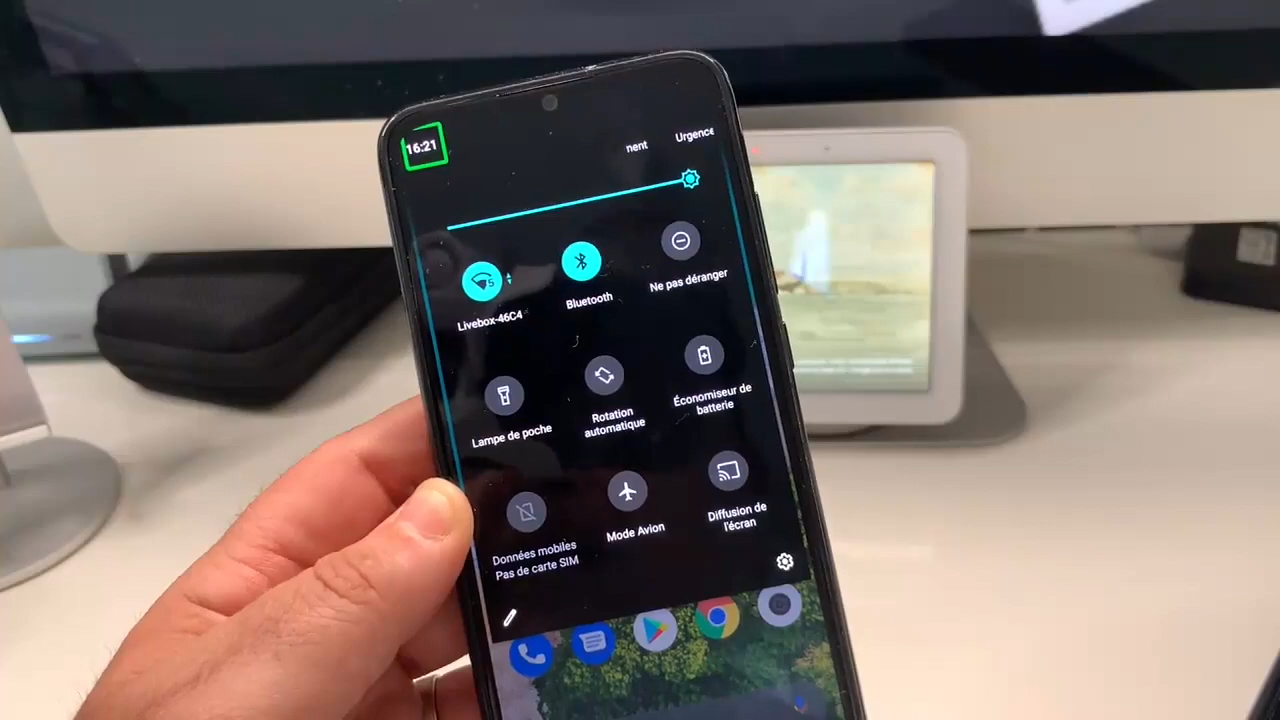 16:21
nent
Urgence
5
Livebox-46C4
Bluetooth
Ne pas déranger
Lampe de poche
Rotation
automatique
Économiseur de
batterie
Données mobiles
Pas de carte SIM
Mode Avion
Diffusion de
l'écran